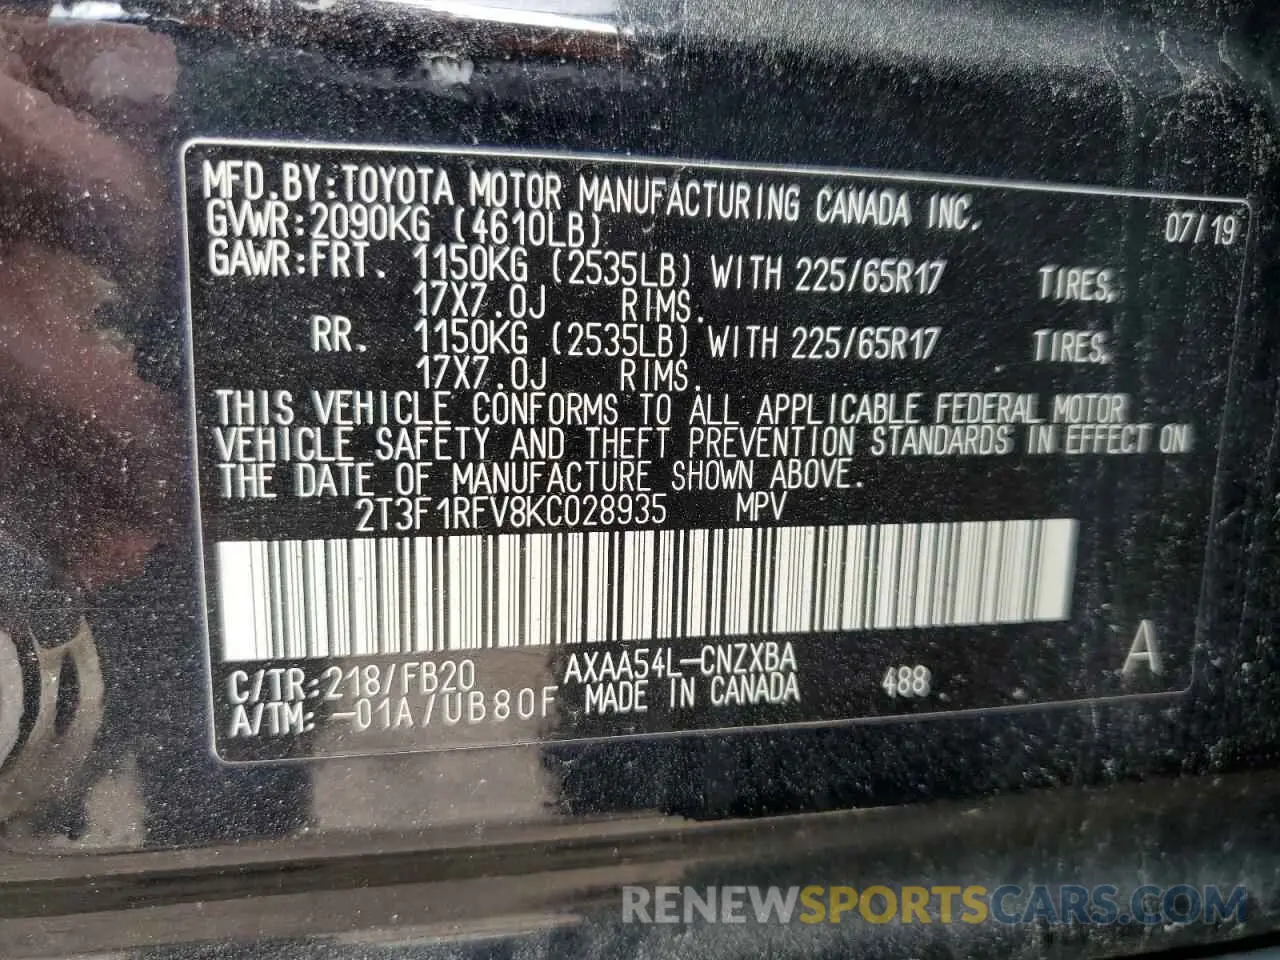 MFD.BY:TOYOTA MOTOR MANUFACTURING CANADA INC. 07/19
GVWR:2090KG (4610LB)
GAWR:FRT. 1150KG (2535LB) WITH 225/65R17 TIRES,
17X7.0J RIMS.
RR. 1150KG (2535LB) WITH 225/65R17 TIRES,
17X7.0J RIMS.
THIS VEHICLE CONFORMS TO ALL APPLICABLE FEDERAL MOTOR
VEHICLE SAFETY AND THEFT PREVENTION STANDARDS IN EFFECT ON
THE DATE OF MANUFACTURE SHOWN ABOVE.
2T3F1RFV8KC028935 MPV
C/TR:218/FB20 AXAA54L-CNZXBA 488 A
A/TM:-01A/UB80F MADE IN CANADA
RENEWSPORTSCARS.COM